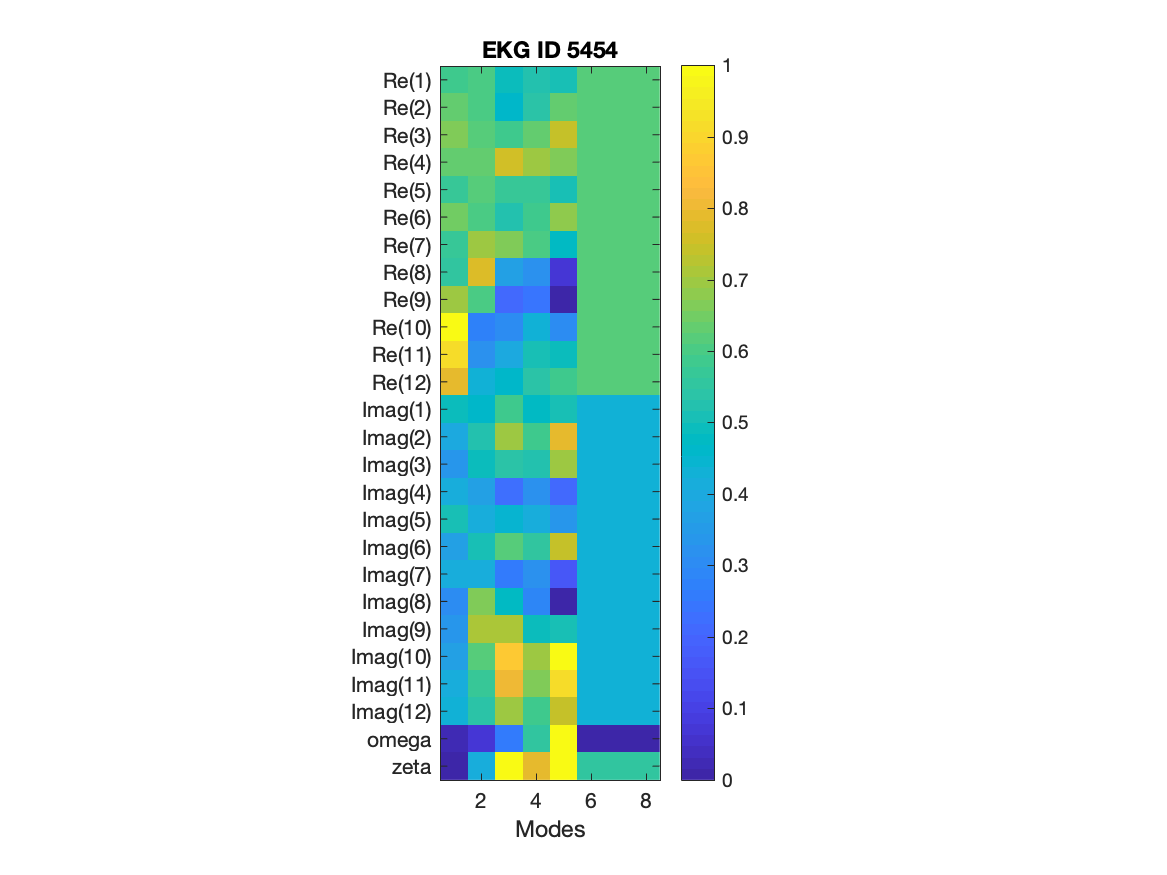 EKG ID 5454
Re(1)
Re(2)
Re(3)
Re(4)
Re(5)
Re(6)
Re(7)
Re(8)
Re(9)
Re(10)
Re(11)
Re(12)
Imag(1)
Imag(2)
Imag(3)
Imag(4)
Imag(5)
Imag(6)
Imag(7)
Imag(8)
Imag(9)
Imag(10)
Imag(11)
Imag(12)
omega
zeta
2 4 6 8
Modes
1
0.9
0.8
0.7
0.6
0.5
0.4
0.3
0.2
0.1
0